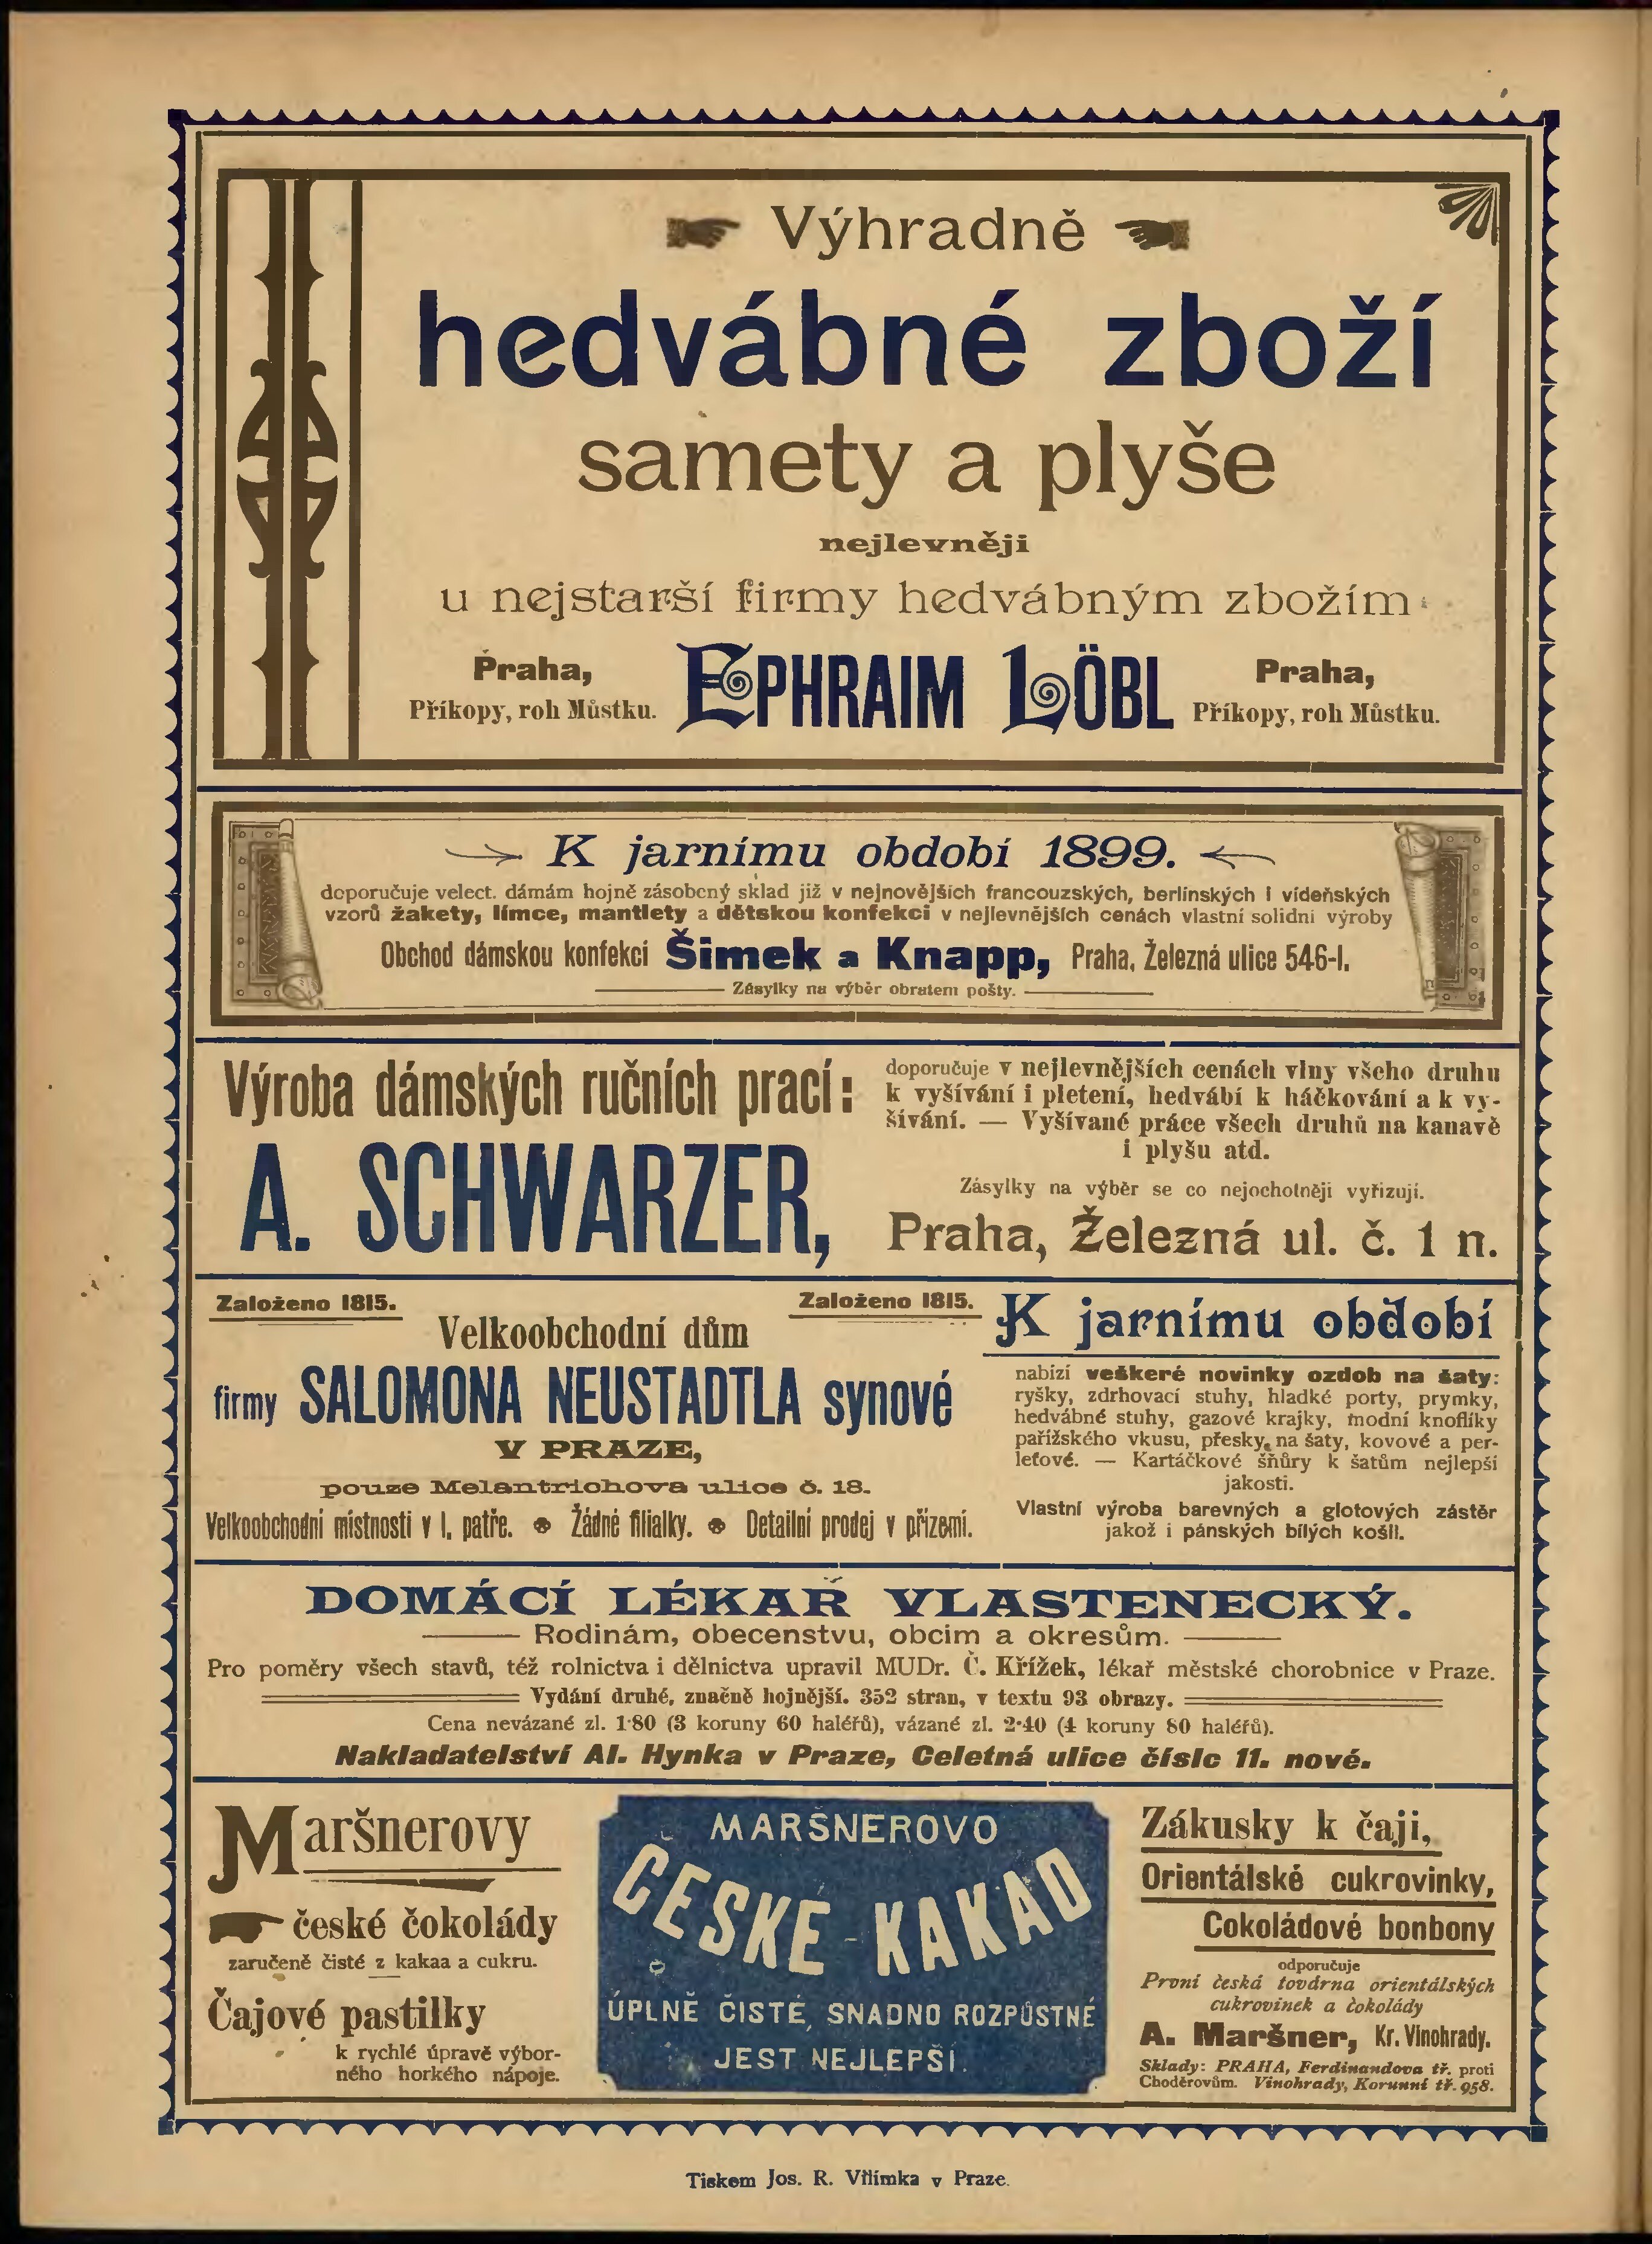 Výhradně
hedvábné zboží
samety a plyše
nejlevněji
u nejstarší firmy hedvábným zbožím
Praha,
Příkopy, roh Můstku.
EPHRAIM LÖBL
Praha,
Příkopy, roh Můstku.
K jarnímu období 1899.
doporučuje velect. dámám hojně zásobený sklad již v nejnovějších francouzských, berlínských i vídeňských
vzorů žakety, límce, mantlety a dětskou konfekci v nejlevnějších cenách vlastní solidní výroby
Obchod dámskou konfekcí Šimek a Knapp, Praha, Železná ulice 546-I.
Zásylky na výběr obratem pošty.
Výroba dámských ručních prací:
A. SCHWARZER,
doporučuje v nejlevnějších cenách vlny všeho druhu
k vyšívání i pletení, hedvábí k háčkování a k vy-
šívání. — Vyšívané práce všech druhů na kanavě
i plyšu atd.
Zásylky na výběr se co nejochotněji vyřizují.
Praha, Železná ul. č. 1 n.
Založeno 1815.
Založeno 1815.
Velkoobchodní dům
firmy SALOMONA NEUSTADTLA synové
V PRAZE,
pouze Melantrichova ulice č. 18.
Velkoobchodní místnosti v I. patře. Žádné filiálky. Detailní prodej v přízemí.
K jarnímu období
nabízí veškeré novinky ozdob na šaty:
ryšky, zdrhovací stuhy, hladké porty, prymky,
hedvábné stuhy, gazové krajky, modní knoflíky
pařížského vkusu, přesky na šaty, kovové a per-
leťové. — Kartáčkové šňůry k šatům nejlepší
jakosti.
Vlastní výroba barevných a glotových zástěr
jakož i pánských bílých košil.
DOMÁCÍ LÉKAŘ VLASTENECKÝ.
Rodinám, obecenstvu, obcím a okresům.
Pro poměry všech stavů, též rolnictva i dělnictva upravil MUDr. Č. Křížek, lékař městské chorobnice v Praze.
Vydání druhé, značně hojnější. 352 stran, v textu 93 obrazy.
Cena nevázané zl. 1·80 (3 koruny 60 haléřů), vázané zl. 2·40 (4 koruny 80 haléřů).
Nakladatelství Al. Hynka v Praze, Celetná ulice číslo 11. nové.
Maršnerovy
české čokolády
zaručeně čisté z kakaa a cukru.
Čajové pastilky
k rychlé úpravě výbor-
ného horkého nápoje.
MARŠNEROVO
ČESKÉ KAKAO
ÚPLNĚ ČISTÉ, SNADNO ROZPŮSTNÉ
JEST NEJLEPŠÍ.
Zákusky k čaji,
Orientálské cukrovinky,
Cokoládové bonbony
odporučuje
První česká továrna orientálských
cukrovinek a čokolády
A. Maršner, Kr. Vinohrady.
Sklady: PRAHA, Ferdinandova tř. proti
Choděrovům. Vinohrady, Korunní tř. 958.
Tiskem Jos. R. Vilímka v Praze.